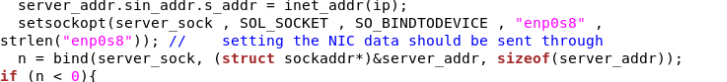 server_addr.sin_addr.s_addr = inet_addr(ip);
setsockopt(server_sock , SOL_SOCKET , SO_BINDTODEVICE , "enp0s8" ,
strlen("enp0s8")); // setting the NIC data should be sent through
n = bind(server_sock, (struct sockaddr*)&server_addr, sizeof(server_addr));
if (n < 0){